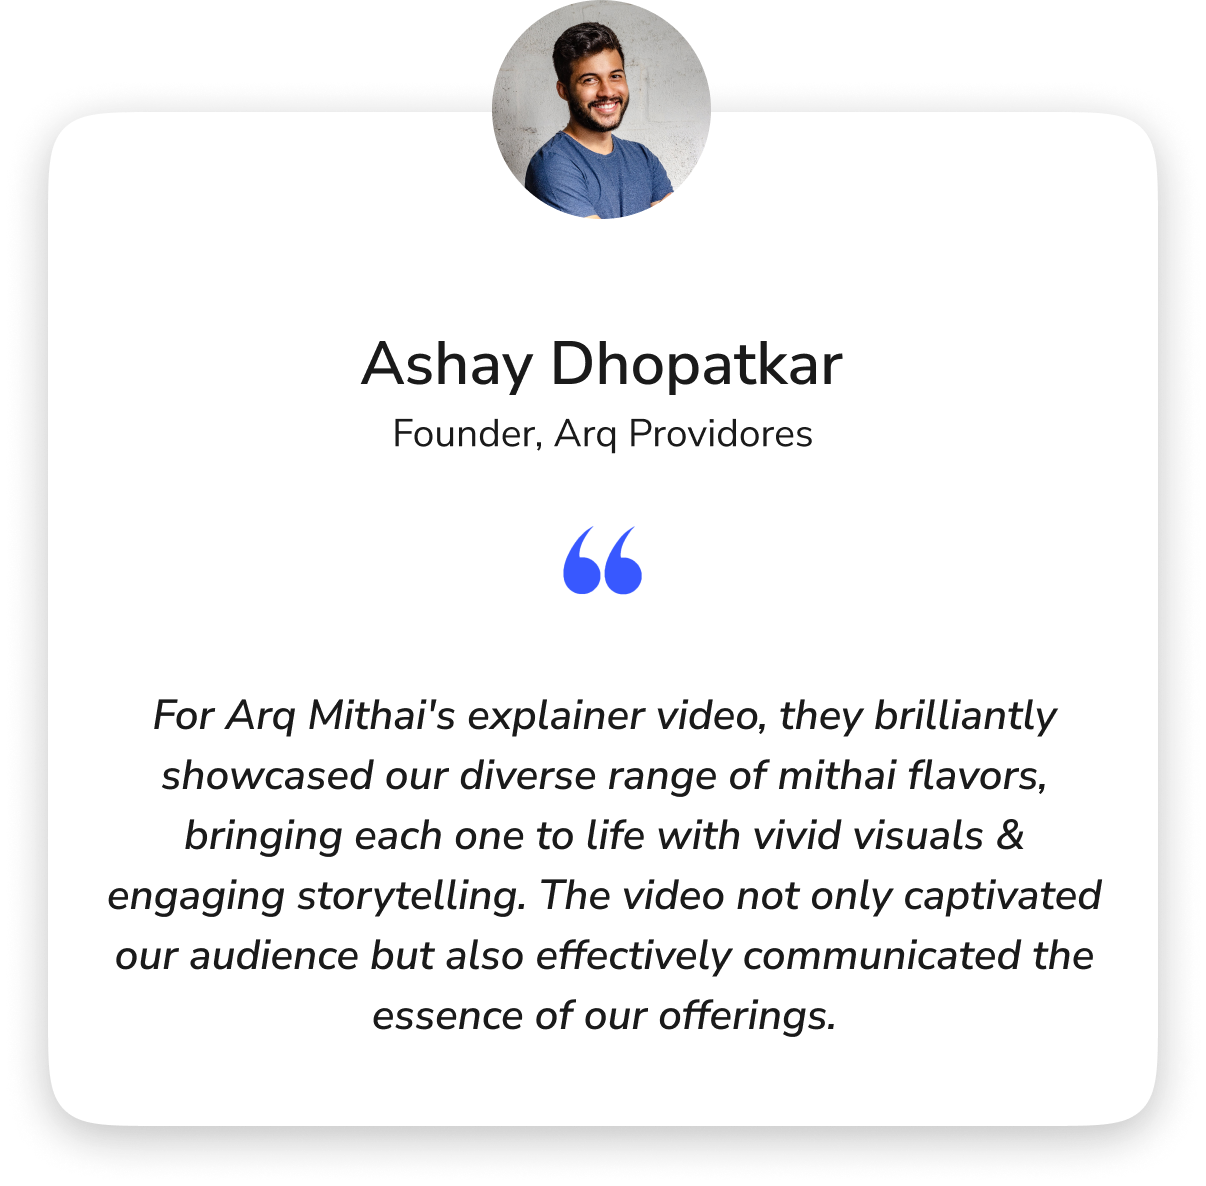 Ashay Dhopatkar
Founder, Arq Providores
“
For Arq Mithai's explainer video, they brilliantly
showcased our diverse range of mithai flavors,
bringing each one to life with vivid visuals &
engaging storytelling. The video not only captivated
our audience but also effectively communicated the
essence of our offerings.